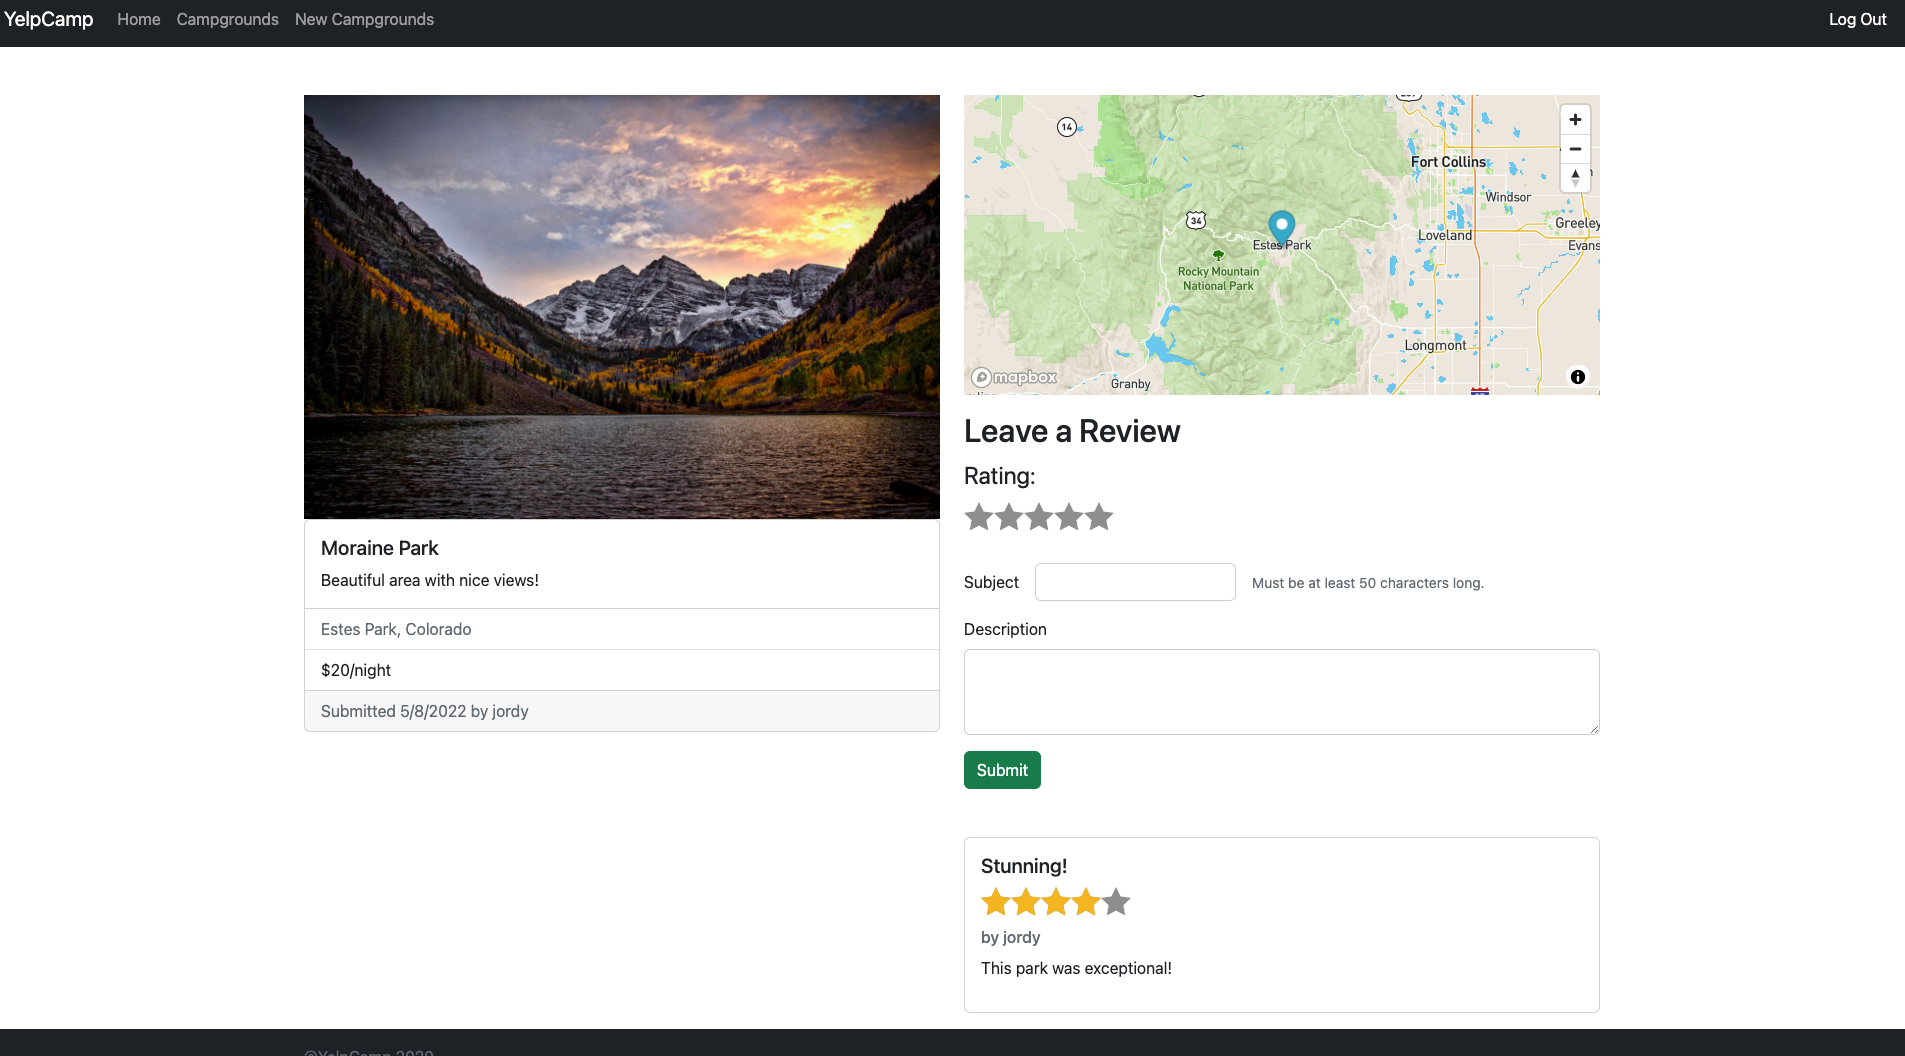 YelpCamp Home Campgrounds New Campgrounds Log Out
14
Fort Collins
Windsor
34
Greeley
Loveland
Estes Park
Evans
Rocky Mountain
National Park
Longmont
mapbox
Granby
Moraine Park
Beautiful area with nice views!
Estes Park, Colorado
$20/night
Submitted 5/8/2022 by jordy
Leave a Review
Rating:
Subject Must be at least 50 characters long.
Description
Submit
Stunning!
by jordy
This park was exceptional!
@YelpCamp 2020